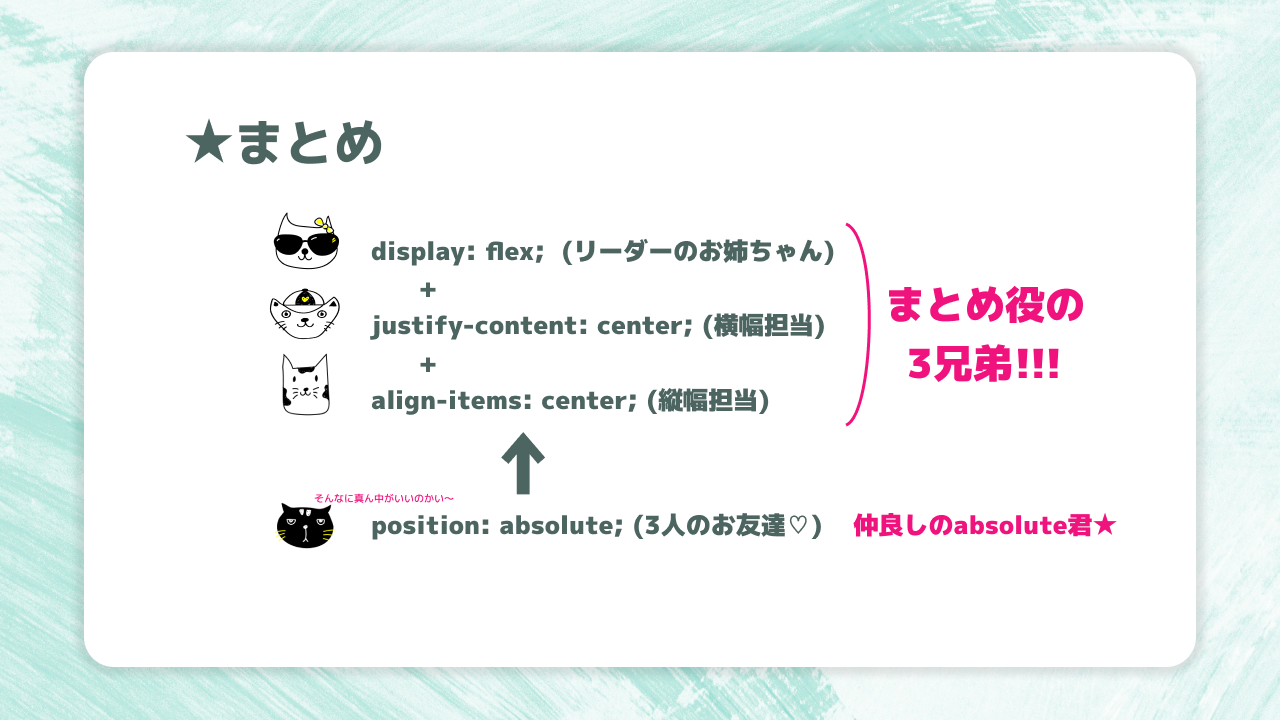 ★まとめ
display: flex; (リーダーのお姉ちゃん)
+
justify-content: center; (横幅担当)
+
align-items: center; (縦幅担当)
まとめ役の
3兄弟!!!
そんなに真ん中がいいのかい〜
position: absolute; (3人のお友達♡) 仲良しのabsolute君★